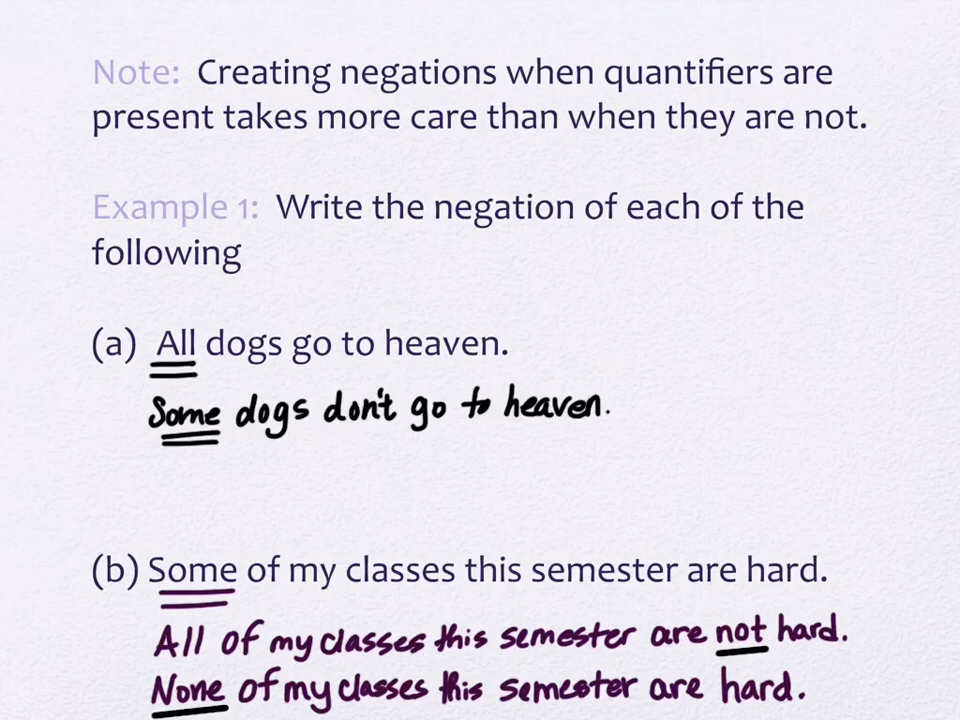 Note: Creating negations when quantifiers are
present takes more care than when they are not.
Example 1: Write the negation of each of the
following
(a) All dogs go to heaven.
Some dogs don't go to heaven.
(b) Some of my classes this semester are hard.
All of my classes this semester are not hard.
None of my classes this semester are hard.